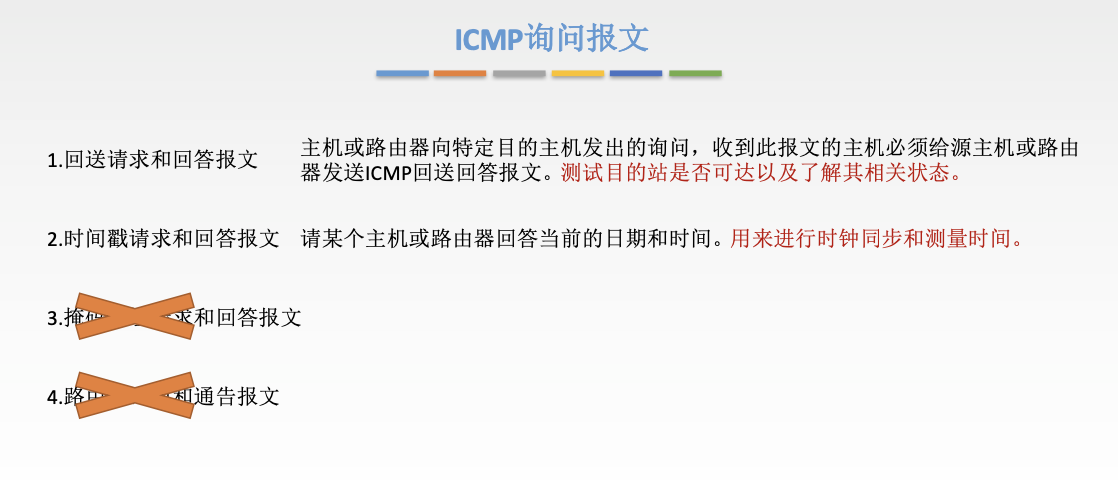 ICMP询问报文
1.回送请求和回答报文
主机或路由器向特定目的主机发出的询问，收到此报文的主机必须给源主机或路由
器发送ICMP回送回答报文。测试目的站是否可达以及了解其相关状态。
2.时间戳请求和回答报文
请某个主机或路由器回答当前的日期和时间。用来进行时钟同步和测量时间。
3.掩码 求和回答报文
4.路由 和通告报文